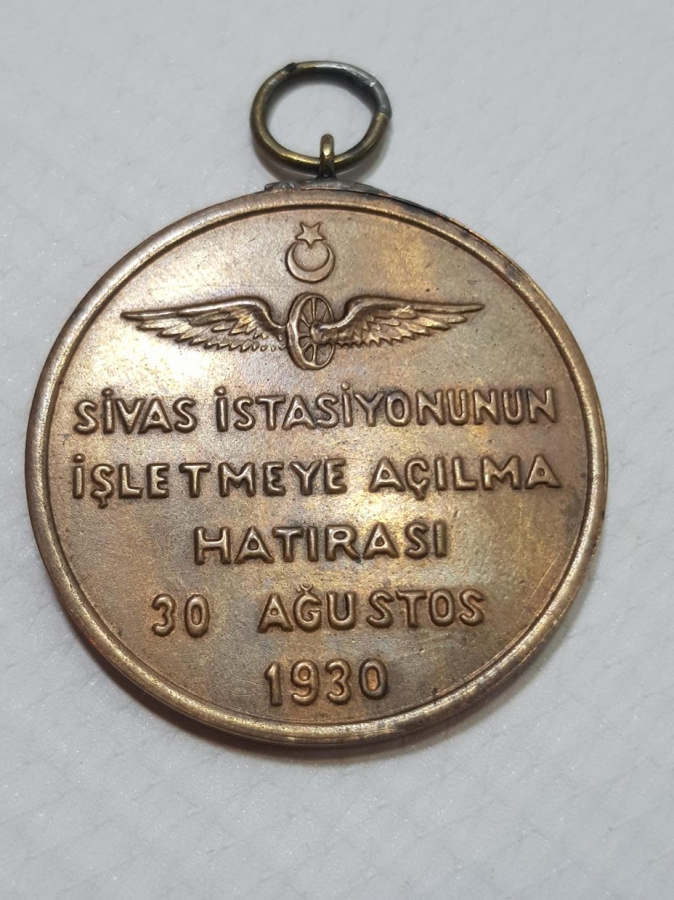 SİVAS İSTASİYONUNUN
İŞLETMEYE AÇILMA
HATIRASI
30 AĞUSTOS
1930